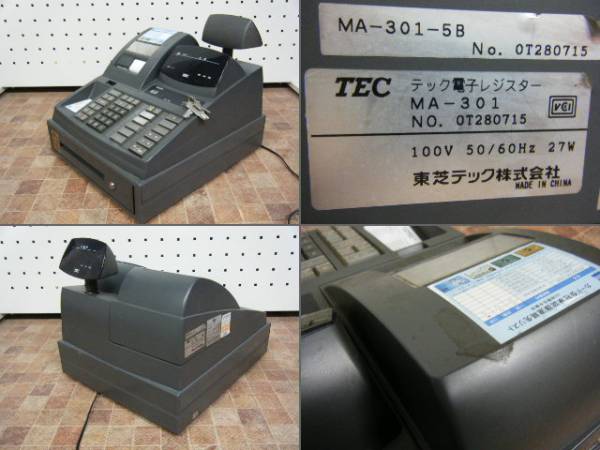 MA-301-5B
No. 0T280715
TEC テック電子レジスター
MA-301
VCI
NO. 0T280715
100V 50/60Hz 27W
東芝テック株式会社
MADE IN CHINA